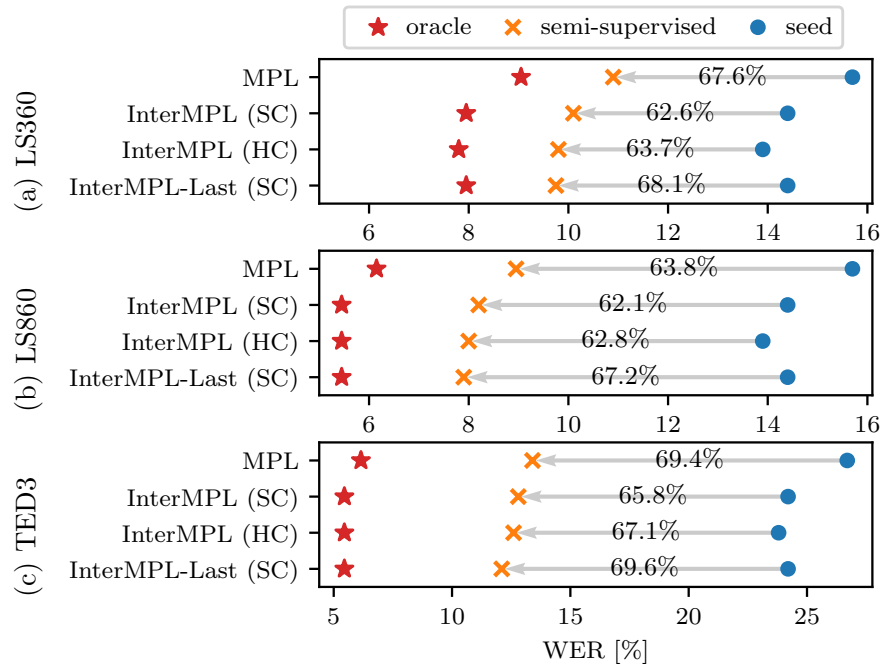 oracle semi-supervised seed
(a) LS360
MPL 67.6%
InterMPL (SC) 62.6%
InterMPL (HC) 63.7%
InterMPL-Last (SC) 68.1%
6 8 10 12 14 16
(b) LS860
MPL 63.8%
InterMPL (SC) 62.1%
InterMPL (HC) 62.8%
InterMPL-Last (SC) 67.2%
6 8 10 12 14 16
(c) TED3
MPL 69.4%
InterMPL (SC) 65.8%
InterMPL (HC) 67.1%
InterMPL-Last (SC) 69.6%
5 10 15 20 25
WER [%]